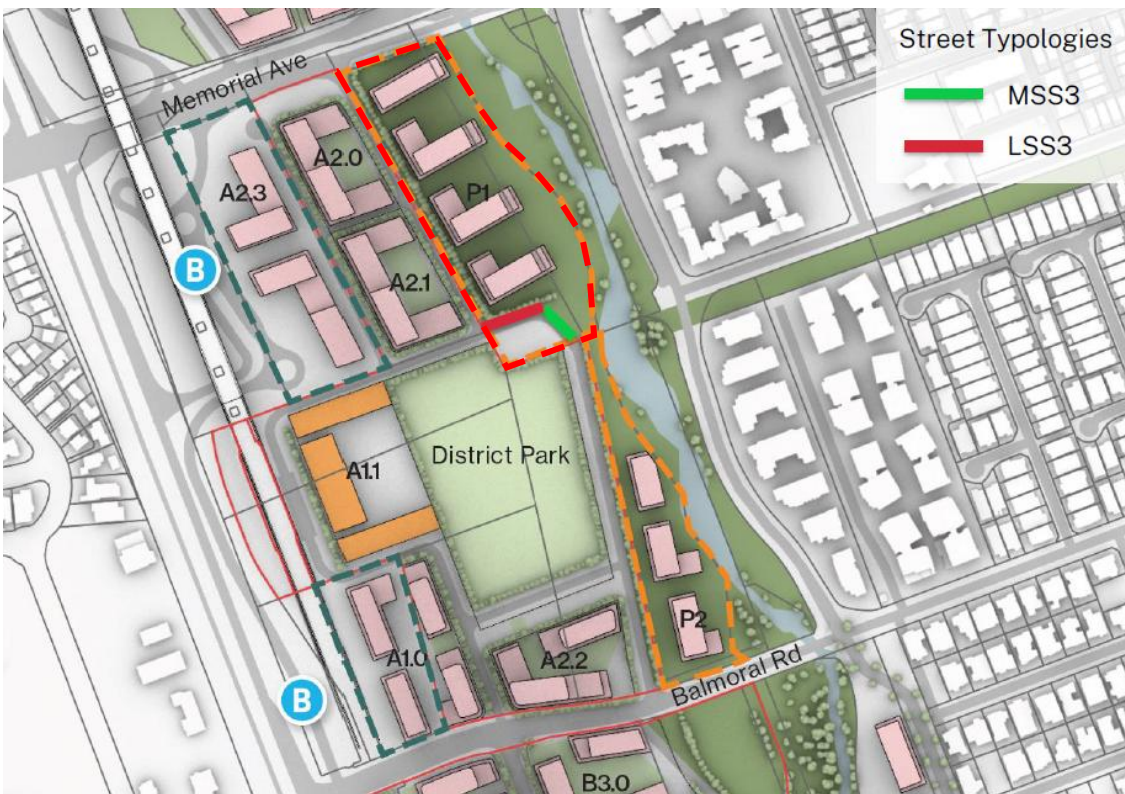 Street Typologies
MSS3
LSS3
Memorial Ave
A2.0
A2.3
P1
B
A2.1
District Park
A1.1
P2
A1.0
A2.2
B
Balmoral Rd
B3.0